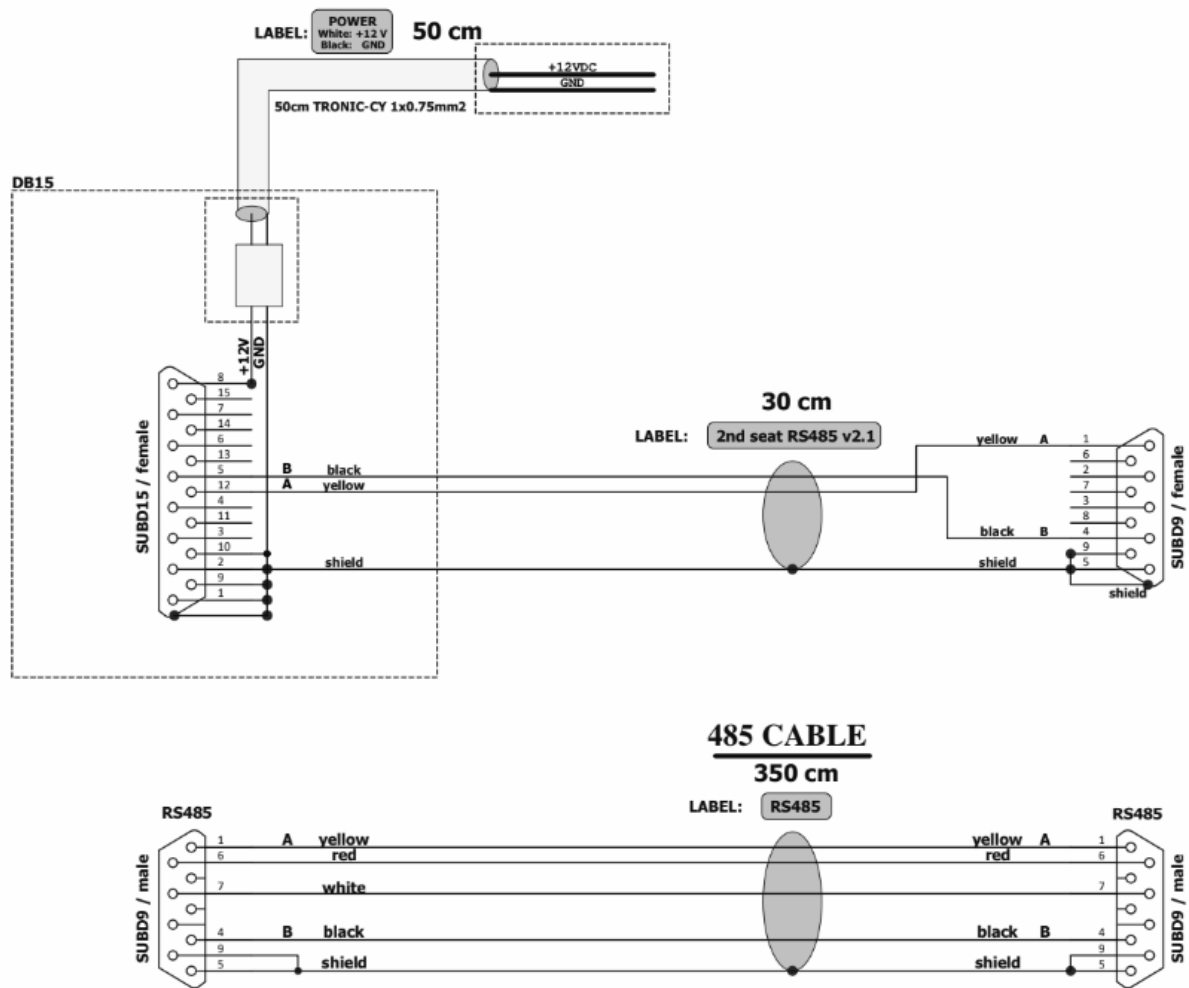 LABEL:
POWER
White: +12 V
Black: GND
50 cm
+12VDC
GND
50cm TRONIC-CY 1x0.75mm2
DB15
+12V
GND
SUBD15 / female
8
15
7
14
6
13
5
12
4
11
3
10
2
9
1
B black
A yellow
shield
30 cm
LABEL: 2nd seat RS485 v2.1
yellow A
black B
shield
shield
1
6
2
7
3
8
4
9
5
SUBD9 / female
485 CABLE
350 cm
LABEL: RS485
RS485
SUBD9 / male
1 A yellow
6 red
7 white
4 B black
9
5 shield
RS485
yellow A 1
red 6
7
black B 4
9
shield 5
SUBD9 / male